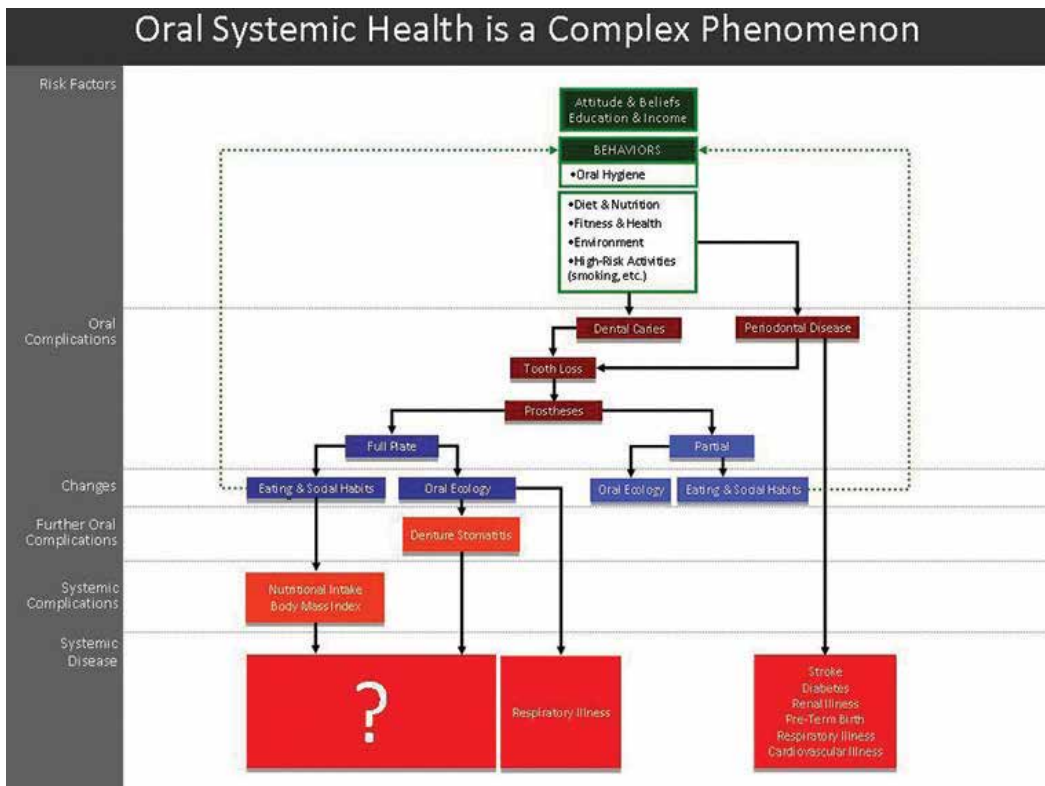 Oral Systemic Health is a Complex Phenomenon
Risk Factors
Attitude & Beliefs
Education & Income
BEHAVIORS
•Oral Hygiene
•Diet & Nutrition
•Fitness & Health
•Environment
•High-Risk Activities
(smoking, etc.)
Oral
Complications
Dental Caries
Periodontal Disease
Tooth Loss
Prostheses
Full Plate
Partial
Changes
Eating & Social Habits
Oral Ecology
Oral Ecology
Eating & Social Habits
Further Oral
Complications
Denture Stomatitis
Systemic
Complications
Nutritional Intake
Body Mass Index
Systemic
Disease
?
Respiratory Illness
Stroke
Diabetes
Renal Illness
Pre-Term Birth
Respiratory Illness
Cardiovascular Illness